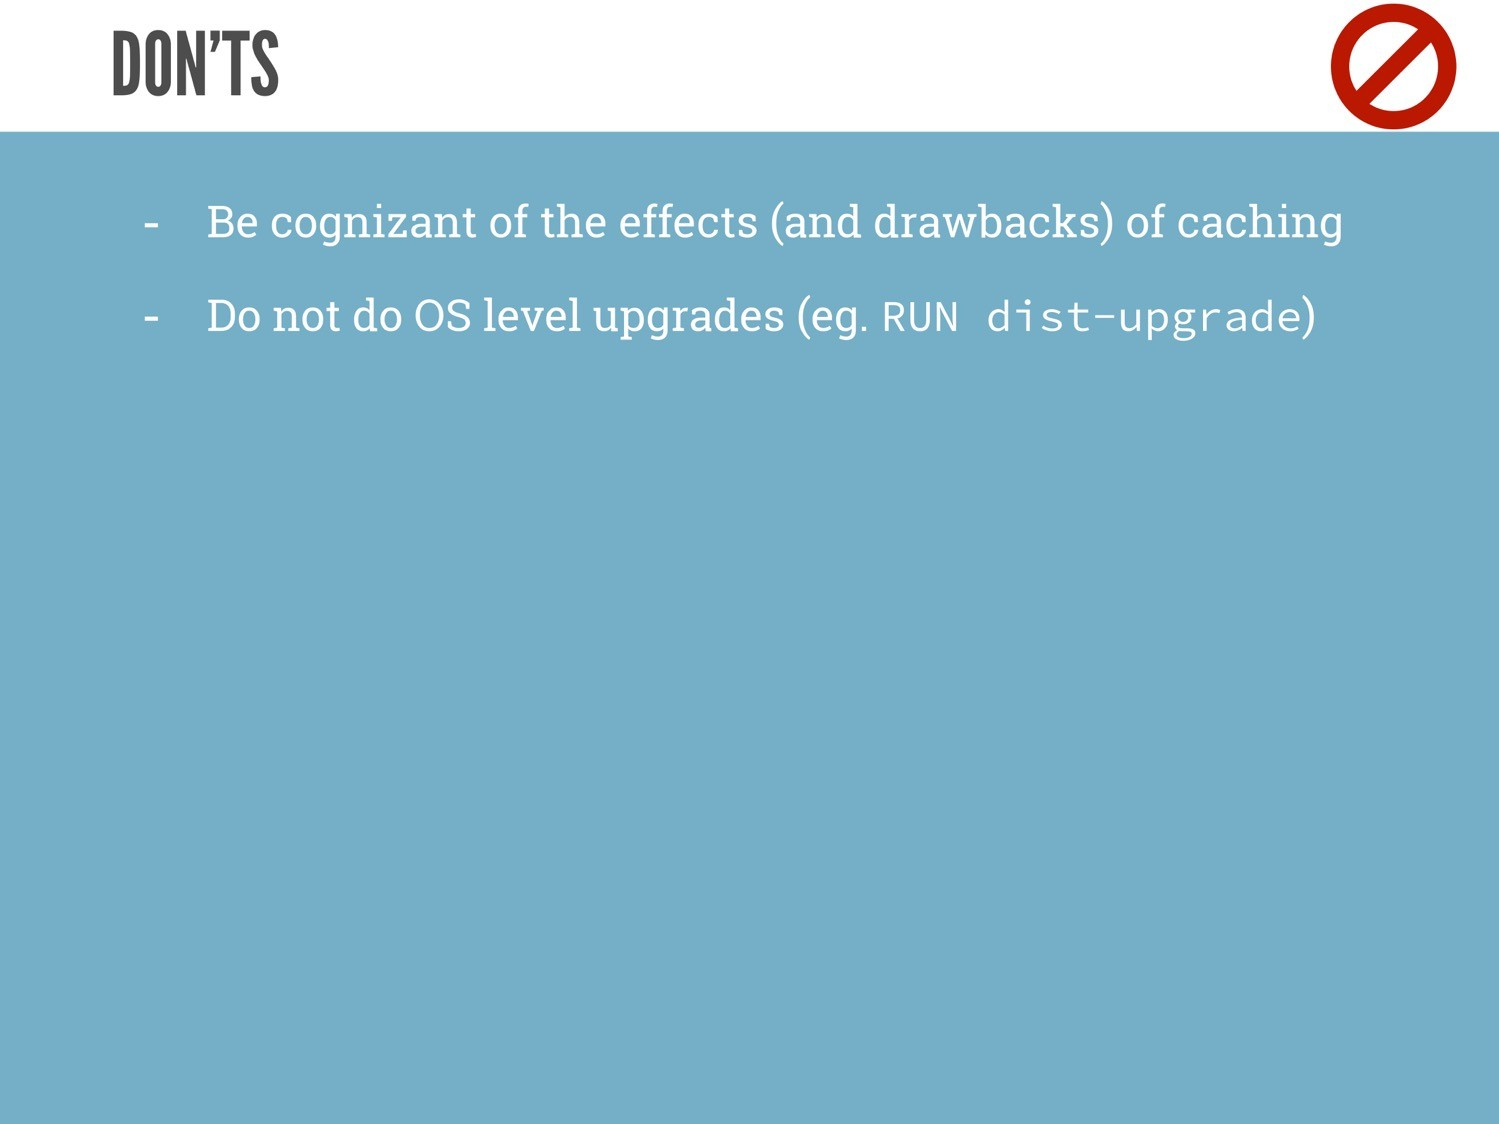 DON’TS
- Be cognizant of the effects (and drawbacks) of caching
- Do not do OS level upgrades (eg. RUN dist-upgrade)